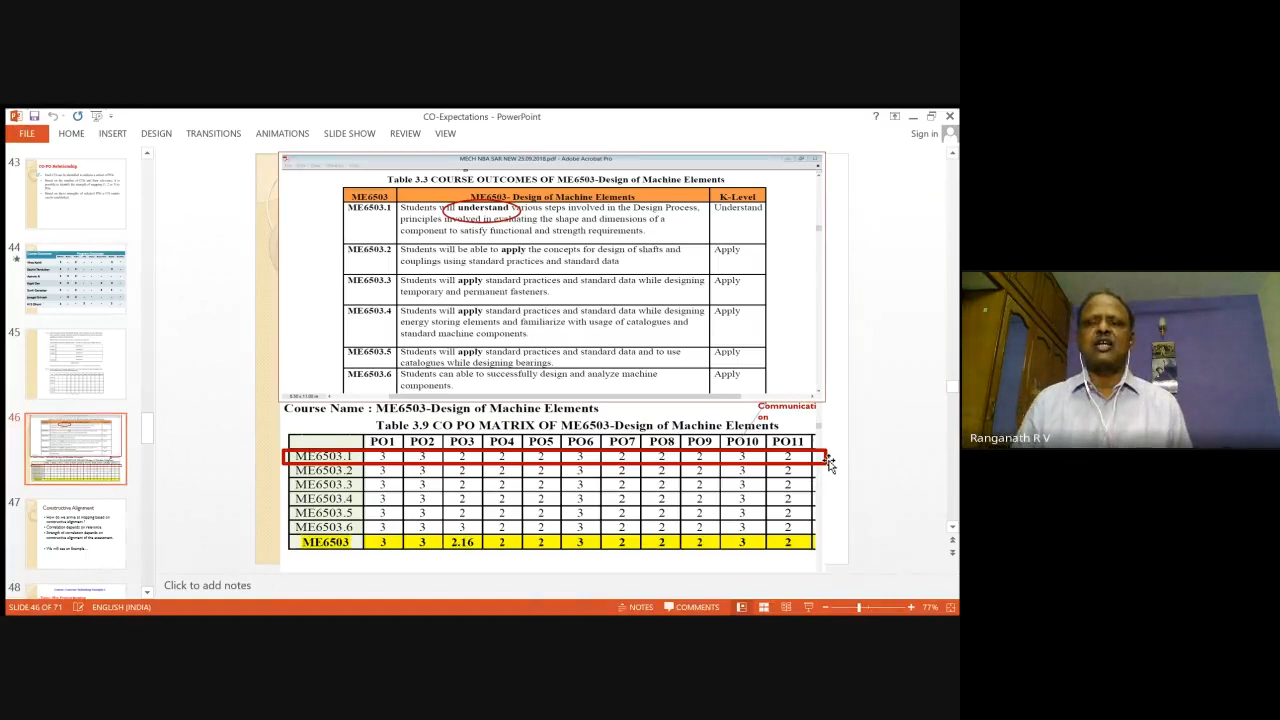 CO-Expectations - PowerPoint
Sign in
FILE HOME INSERT DESIGN TRANSITIONS ANIMATIONS SLIDE SHOW REVIEW VIEW
43
44
45
46
47
Constructive Alignment
48
MECH NBA SAR NEW 25.09.2018.pdf - Adobe Acrobat Pro
Table 3.3 COURSE OUTCOMES OF ME6503-Design of Machine Elements
ME6503 ME6503- Design of Machine Elements K-Level
ME6503.1 Students will understand various steps involved in the Design Process, Understand
principles involved in evaluating the shape and dimensions of a
component to satisfy functional and strength requirements.
ME6503.2 Students will be able to apply the concepts for design of shafts and Apply
couplings using standard practices and standard data
ME6503.3 Students will apply standard practices and standard data while designing Apply
temporary and permanent fasteners.
ME6503.4 Students will apply standard practices and standard data while designing Apply
energy storing elements and familiarize with usage of catalogues and
standard machine components.
ME6503.5 Students will apply standard practices and standard data and to use Apply
catalogues while designing bearings.
ME6503.6 Students can able to successfully design and analyze machine Apply
components.
8.50 x 11.00 in
Communicati
on
Course Name : ME6503-Design of Machine Elements
Table 3.9 CO PO MATRIX OF ME6503-Design of Machine Elements
PO1 PO2 PO3 PO4 PO5 PO6 PO7 PO8 PO9 PO10 PO11
ME6503.1 3 3 2 2 2 3 2 2 2 3 2
ME6503.2 3 3 2 2 2 3 2 2 2 3 2
ME6503.3 3 3 2 2 2 3 2 2 2 3 2
ME6503.4 3 3 2 2 2 3 2 2 2 3 2
ME6503.5 3 3 2 2 2 3 2 2 2 3 2
ME6503.6 3 3 3 2 2 3 2 2 2 3 2
ME6503 3 3 2.16 2 2 3 2 2 2 3 2
Click to add notes
SLIDE 46 OF 71 ENGLISH (INDIA) NOTES COMMENTS 77%
Ranganath R V